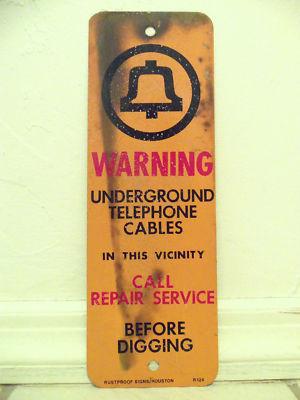 WARNING
UNDERGROUND
TELEPHONE
CABLES
IN THIS VICINITY
CALL
REPAIR SERVICE
BEFORE
DIGGING
RUSTPROOF SIGNS/HOUSTON R124